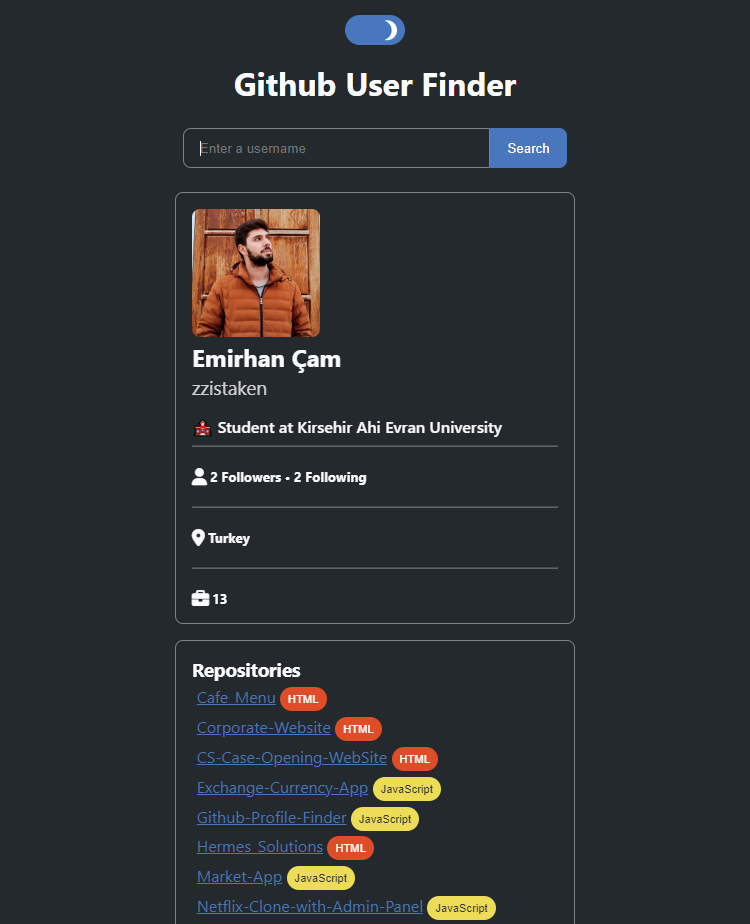 Github User Finder
Enter a username
Search
Emirhan Çam
zzistaken
Student at Kirsehir Ahi Evran University
2 Followers • 2 Following
Turkey
13
Repositories
Cafe_Menu HTML
Corporate-Website HTML
CS-Case-Opening-WebSite HTML
Exchange-Currency-App JavaScript
Github-Profile-Finder JavaScript
Hermes_Solutions HTML
Market-App JavaScript
Netflix-Clone-with-Admin-Panel JavaScript